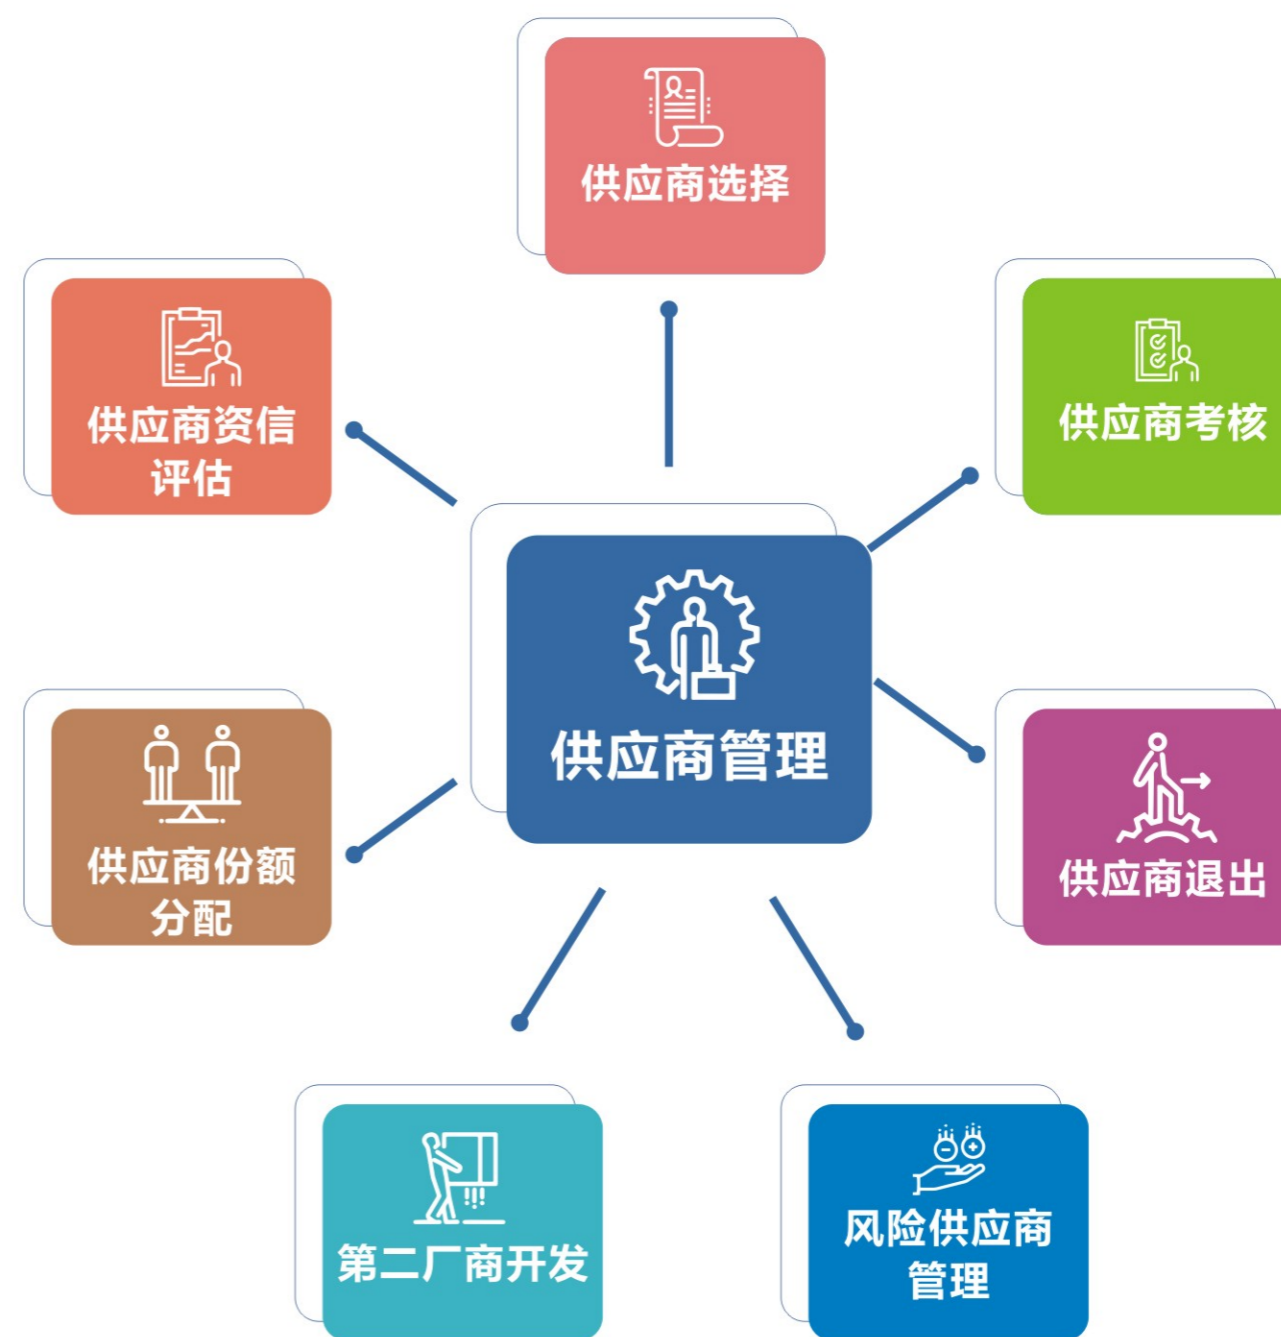 供应商选择
供应商资信
评估
供应商考核
供应商管理
供应商份额
分配
供应商退出
第二厂商开发
风险供应商
管理